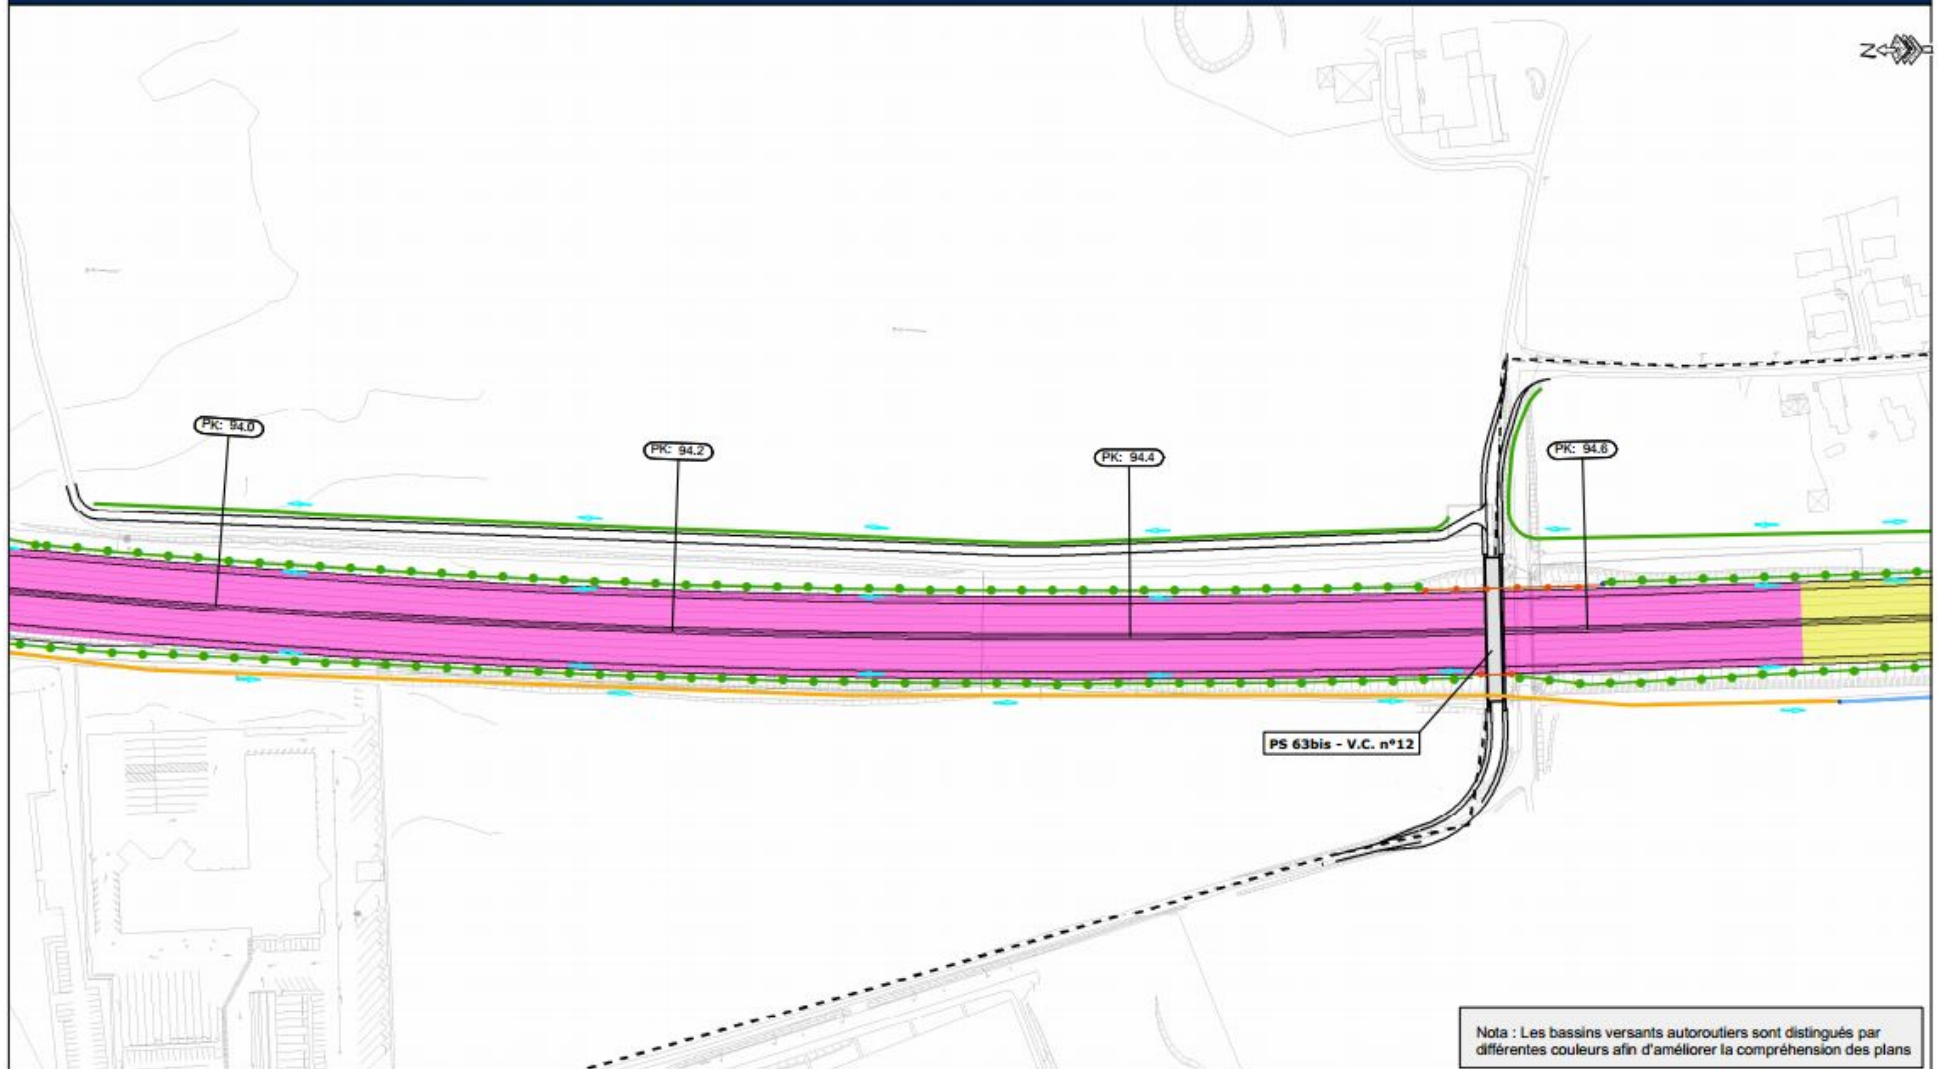 N
PK: 94.0
PK: 94.2
PK: 94.4
PK: 94.6
PS 63bis - V.C. n°12
Nota : Les bassins versants autoroutiers sont distingués par
différentes couleurs afin d'améliorer la compréhension des plans